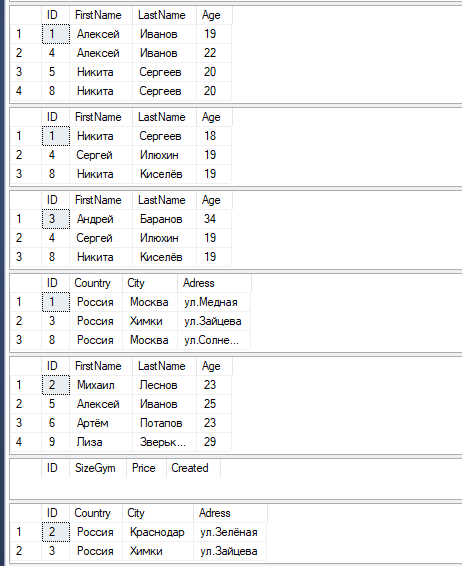 ID FirstName LastName Age
1 1 Алексей Иванов 19
2 4 Алексей Иванов 22
3 5 Никита Сергеев 20
4 8 Никита Сергеев 20
ID FirstName LastName Age
1 1 Никита Сергеев 18
2 4 Сергей Илюхин 19
3 8 Никита Киселёв 19
ID FirstName LastName Age
1 3 Андрей Баранов 34
2 4 Сергей Илюхин 19
3 8 Никита Киселёв 19
ID Country City Adress
1 1 Россия Москва ул.Медная
2 3 Россия Химки ул.Зайцева
3 8 Россия Москва ул.Солне...
ID FirstName LastName Age
1 2 Михаил Леснов 23
2 5 Алексей Иванов 25
3 6 Артём Потапов 23
4 9 Лиза Зверьк... 29
ID SizeGym Price Created
ID Country City Adress
1 2 Россия Краснодар ул.Зелёная
2 3 Россия Химки ул.Зайцева